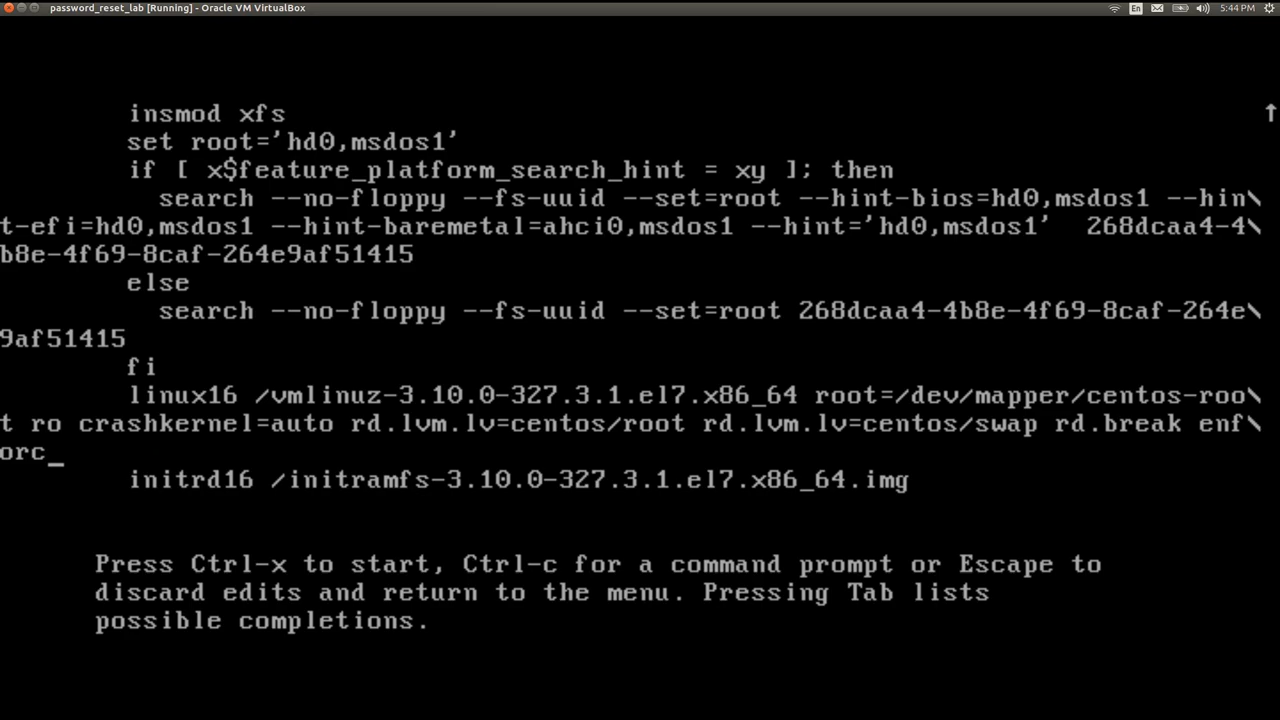 password_reset_lab [Running] - Oracle VM VirtualBox
En
5:44 PM
insmod xfs
set root='hd0,msdos1'
if [ x$feature_platform_search_hint = xy ]; then
search --no-floppy --fs-uuid --set=root --hint-bios=hd0,msdos1 --hin\
t-efi=hd0,msdos1 --hint-baremetal=ahci0,msdos1 --hint='hd0,msdos1'  268dcaa4-4\
b8e-4f69-8caf-264e9af51415
else
search --no-floppy --fs-uuid --set=root 268dcaa4-4b8e-4f69-8caf-264e\
9af51415
fi
linux16 /vmlinuz-3.10.0-327.3.1.el7.x86_64 root=/dev/mapper/centos-roo\
t ro crashkernel=auto rd.lvm.lv=centos/root rd.lvm.lv=centos/swap rd.break enf\
orc_
initrd16 /initramfs-3.10.0-327.3.1.el7.x86_64.img
Press Ctrl-x to start, Ctrl-c for a command prompt or Escape to
discard edits and return to the menu. Pressing Tab lists
possible completions.